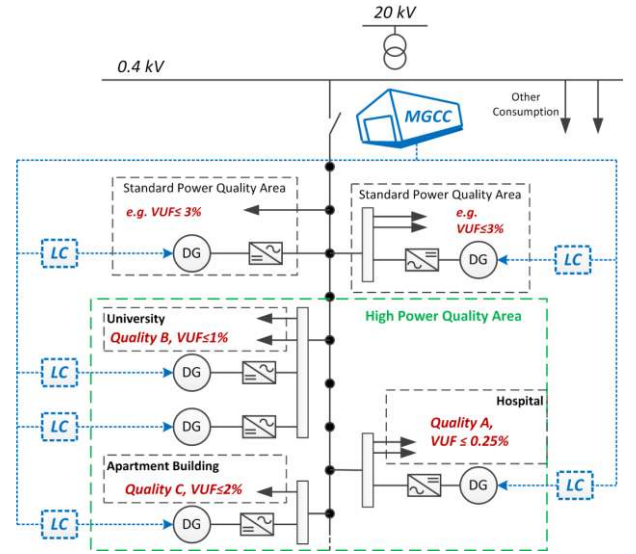 20 kV
0.4 kV
MGCC
Other
Consumption
Standard Power Quality Area
e.g. VUF≤ 3%
LC
DG
Standard Power Quality Area
e.g.
VUF≤3%
DG
LC
High Power Quality Area
University
Quality B, VUF≤1%
LC
DG
LC
DG
Hospital
Quality A,
VUF ≤ 0.25%
Apartment Building
Quality C, VUF≤2%
DG
LC
LC
DG